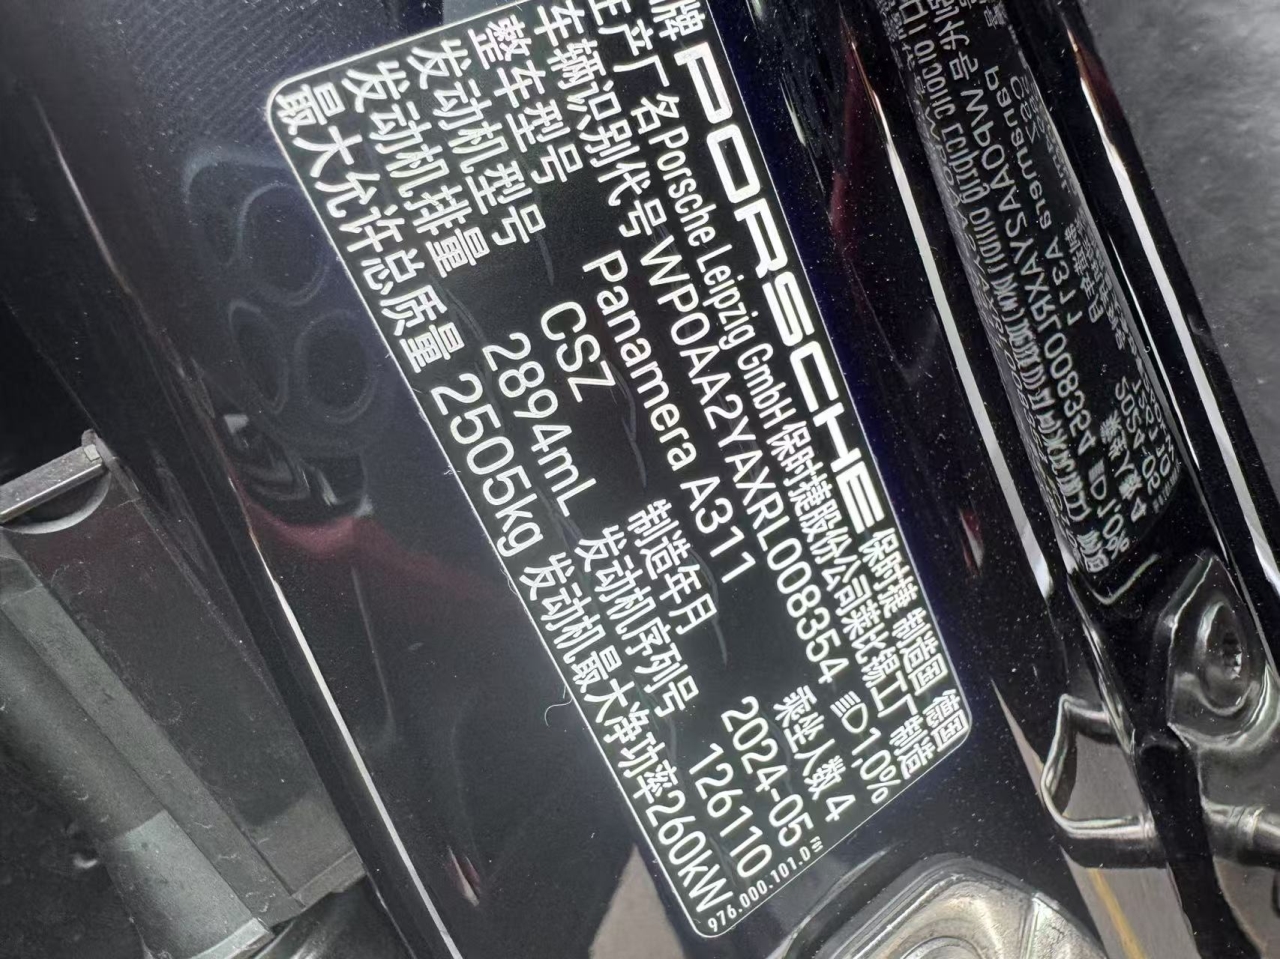 牌 PORSCHE 保时捷 制造国 德国
生产厂名 Porsche Leipzig GmbH 保时捷股份公司莱比锡工厂 制造
车辆识别代号 WP0AA2YAXRL008354 1,0%
整车型号 Panamera A311 乘坐人数 4
发动机型号 CSZ 制造年月 2024-05
发动机排量 2894mL 发动机序列号 126110
最大允许总质量 2505kg 发动机最大净功率 260kW
976.000.101.0